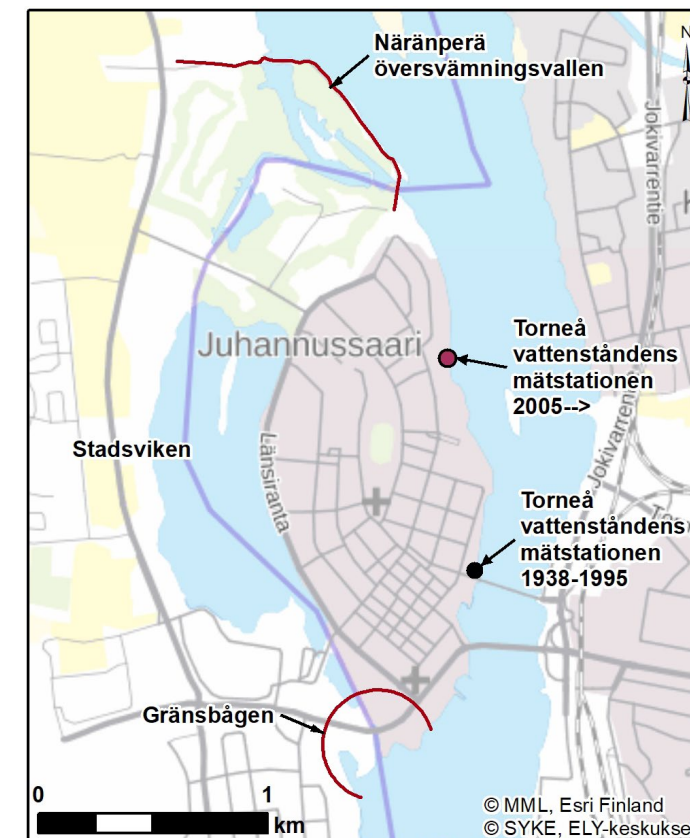 Näränperä
översvämningsvallen
N
Jokivarrentie
Juhannussaari
Torneå
vattenståndens
mätstationen
2005-->
Stadsviken
Länsiranta
Torneå
vattenståndens
mätstationen
1938-1995
Gränsbågen
0 1
km
© MML, Esri Finland
© SYKE, ELY-keskukse